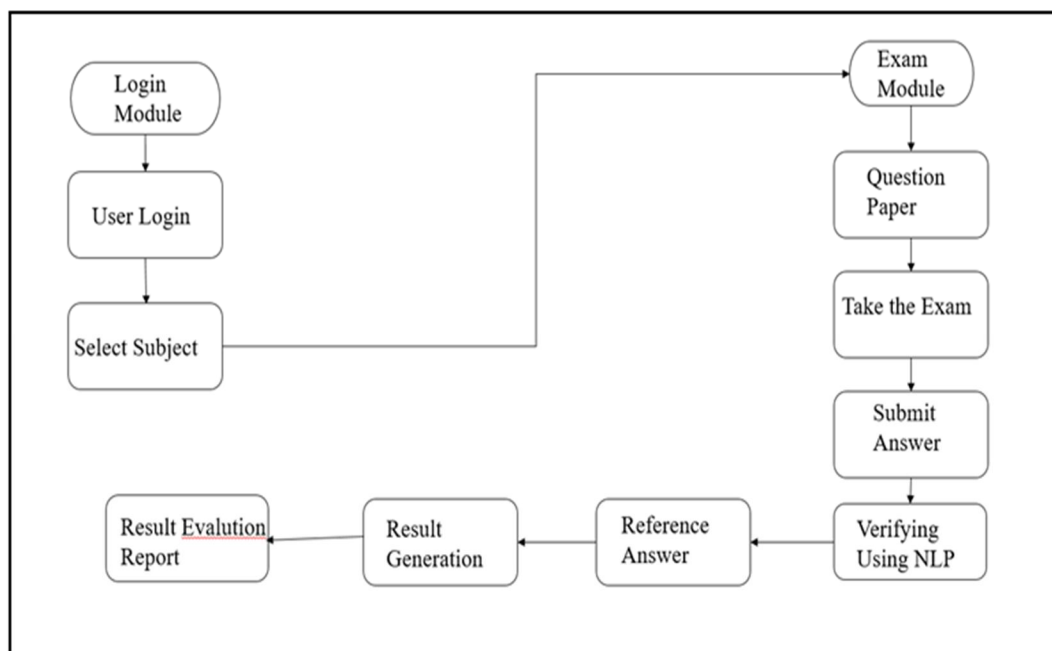 Login
Module
User Login
Select Subject
Exam
Module
Question
Paper
Take the Exam
Submit
Answer
Verifying
Using NLP
Reference
Answer
Result
Generation
Result Evalution
Report